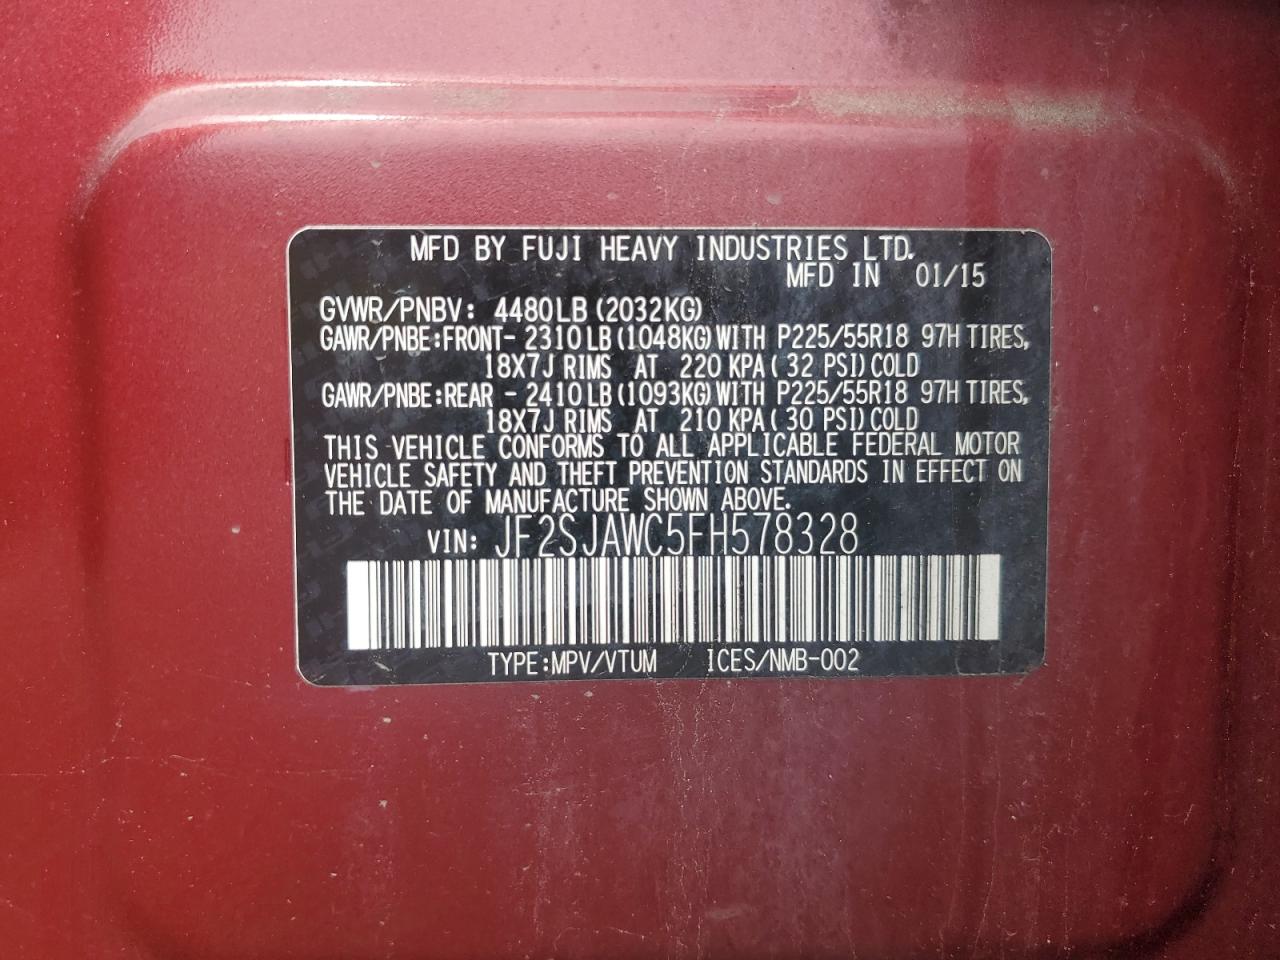 MFD BY FUJI HEAVY INDUSTRIES LTD.
MFD IN 01/15
GVWR/PNBV: 4480LB(2032KG)
GAWR/PNBE:FRONT- 2310LB(1048KG)WITH P225/55R18 97H TIRES,
18X7J RIMS AT 220 KPA( 32 PSI)COLD
GAWR/PNBE:REAR - 2410LB(1093KG)WITH P225/55R18 97H TIRES,
18X7J RIMS AT 210 KPA( 30 PSI)COLD
THIS VEHICLE CONFORMS TO ALL APPLICABLE FEDERAL MOTOR
VEHICLE SAFETY AND THEFT PREVENTION STANDARDS IN EFFECT ON
THE DATE OF MANUFACTURE SHOWN ABOVE.
VIN: JF2SJAWC5FH578328
TYPE:MPV/VTUM ICES/NMB-002